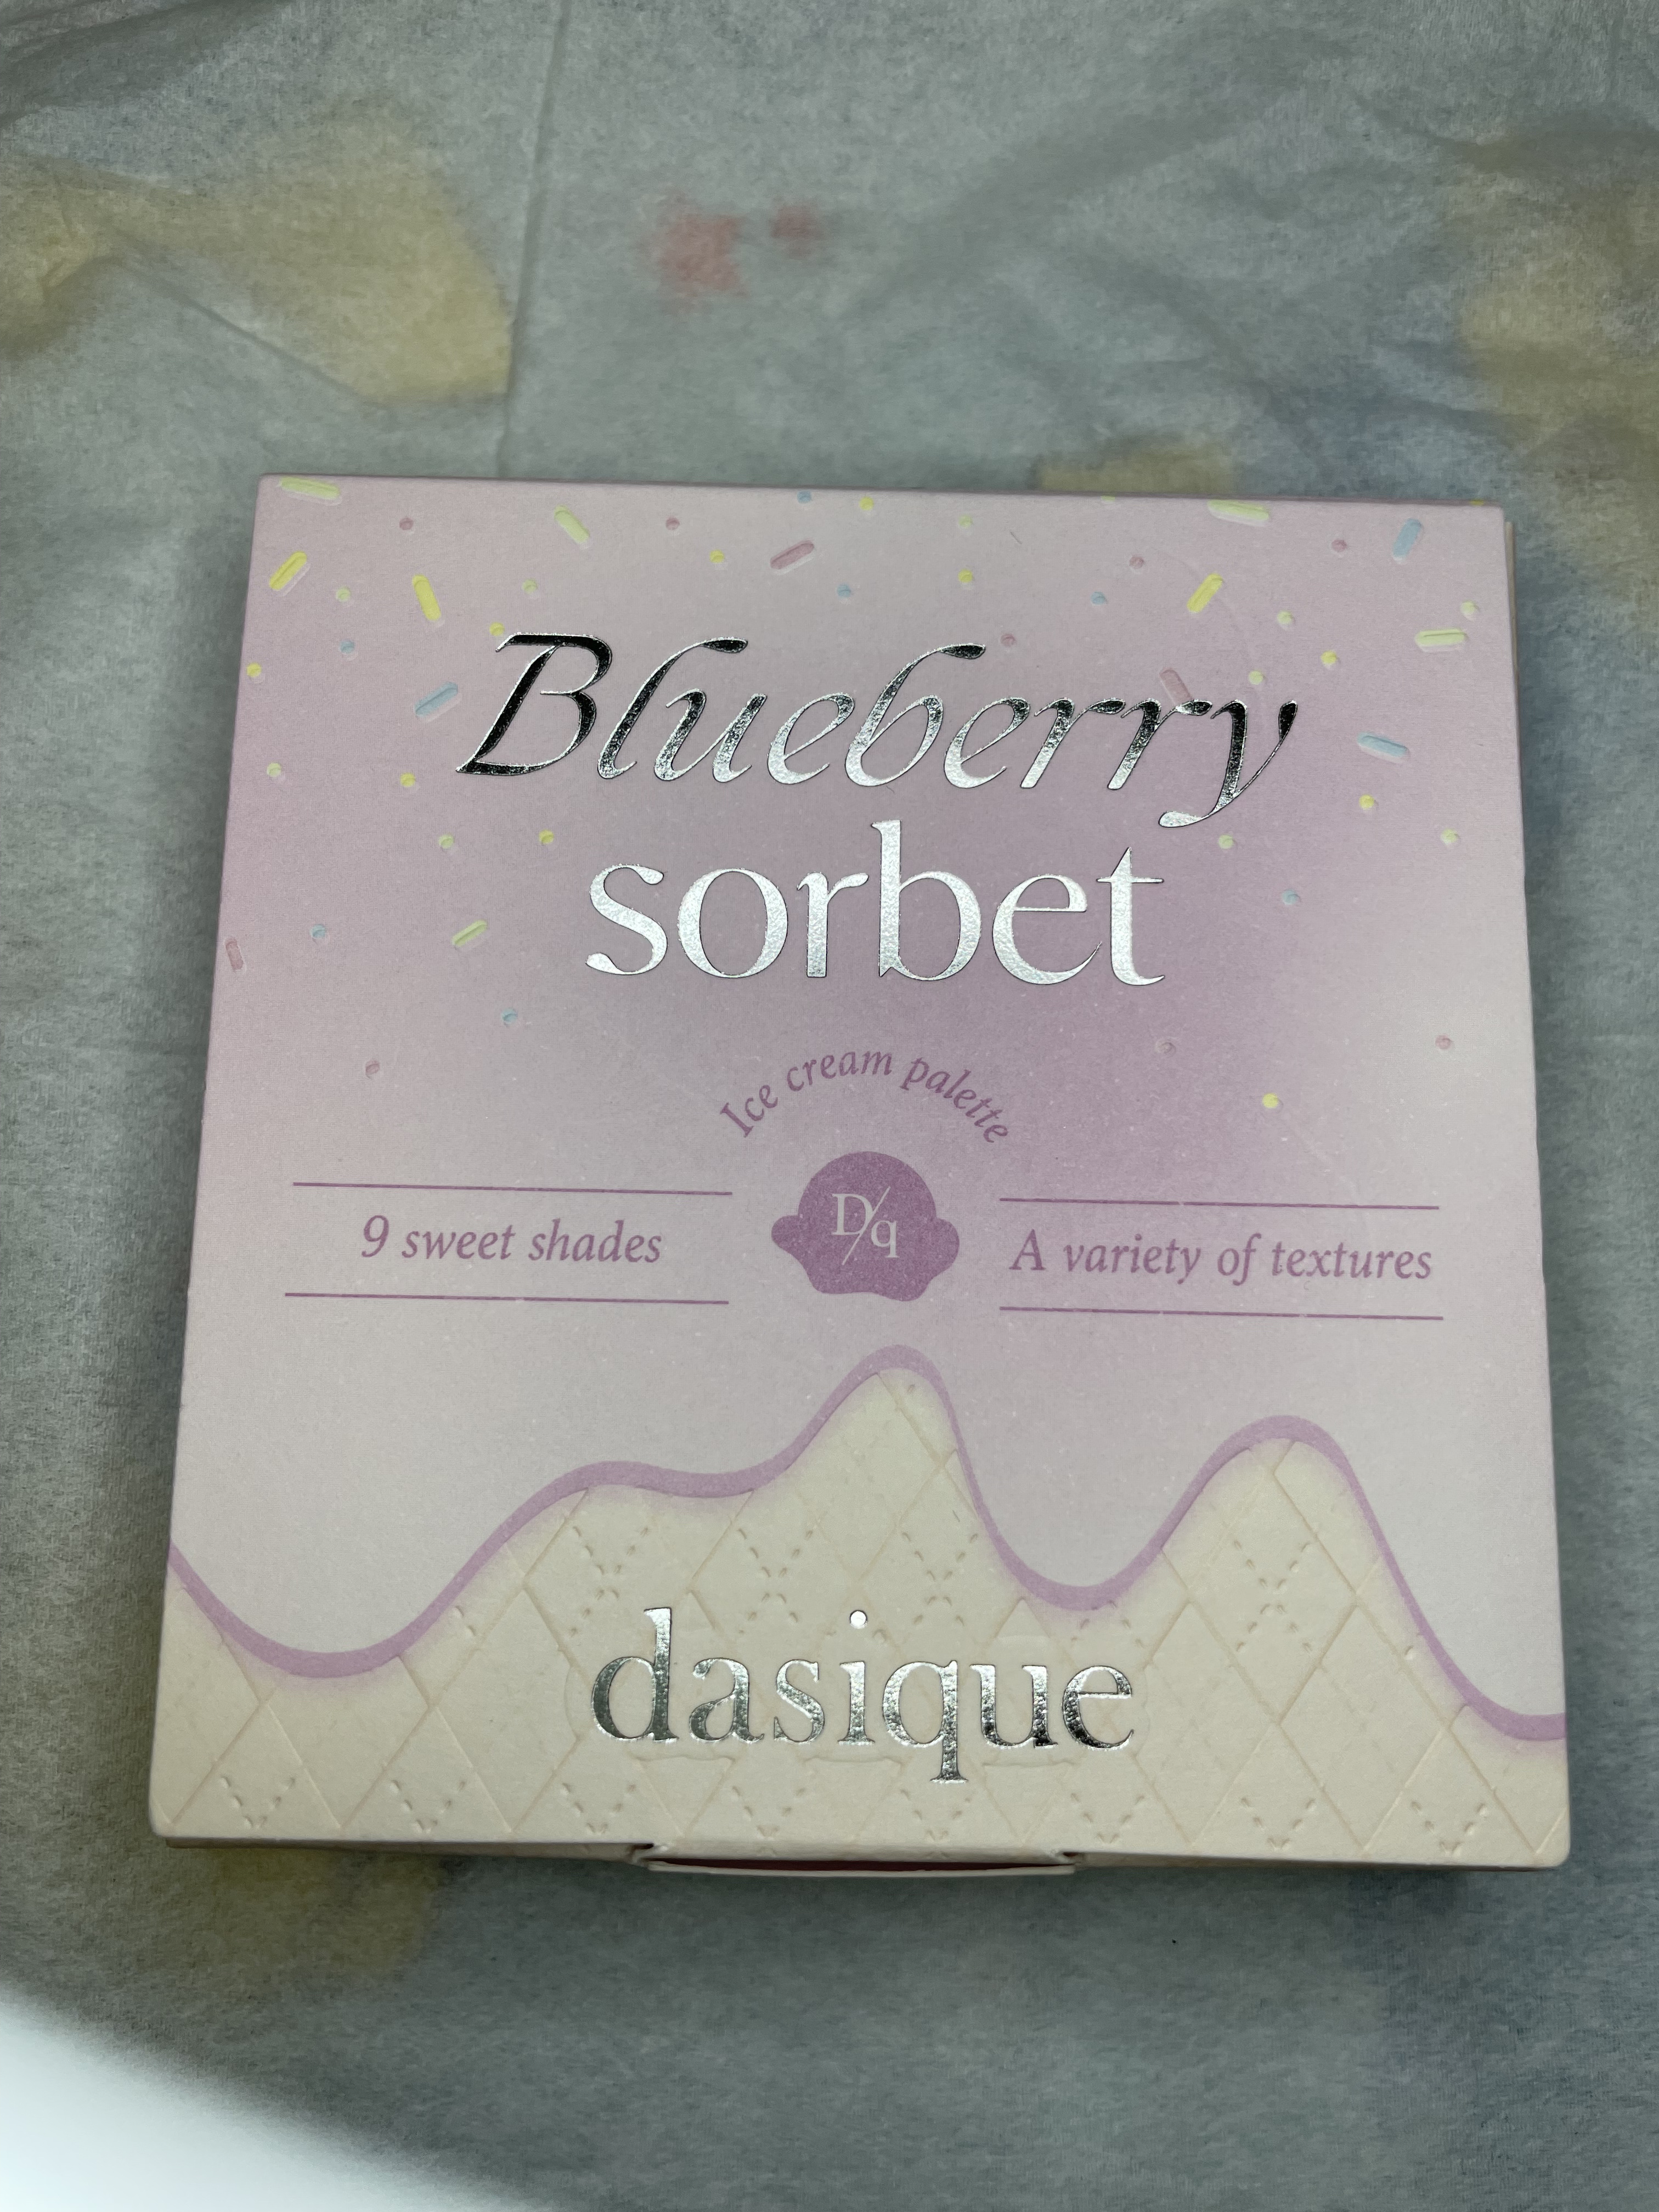 Blueberry
sorbet
Ice cream palette
9 sweet shades
D/q
A variety of textures
dasique